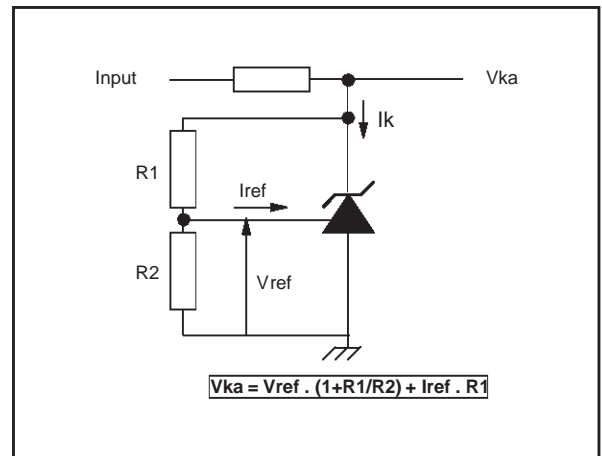 Input
Vka
Ik
R1
Iref
R2
Vref
Vka = Vref . (1+R1/R2) + Iref . R1